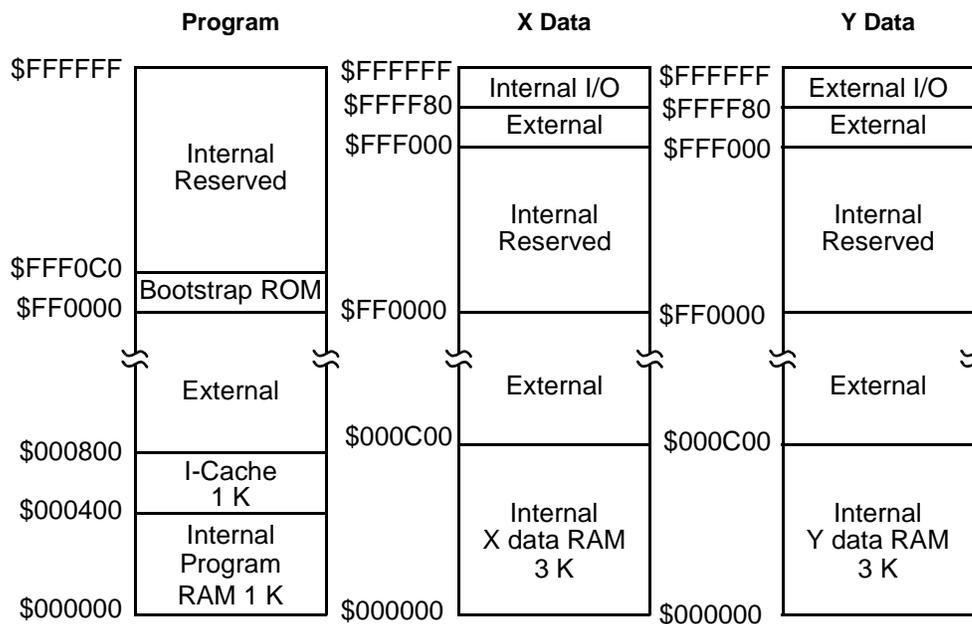 Program
X Data
Y Data
$FFFFFF
Internal
Reserved
$FFF0C0
Bootstrap ROM
$FF0000
External
$000800
I-Cache
1 K
$000400
Internal
Program
RAM 1 K
$000000
$FFFFFF
Internal I/O
$FFFF80
External
$FFF000
Internal
Reserved
$FF0000
External
$000C00
Internal
X data RAM
3 K
$000000
$FFFFFF
External I/O
$FFFF80
External
$FFF000
Internal
Reserved
$FF0000
External
$000C00
Internal
Y data RAM
3 K
$000000